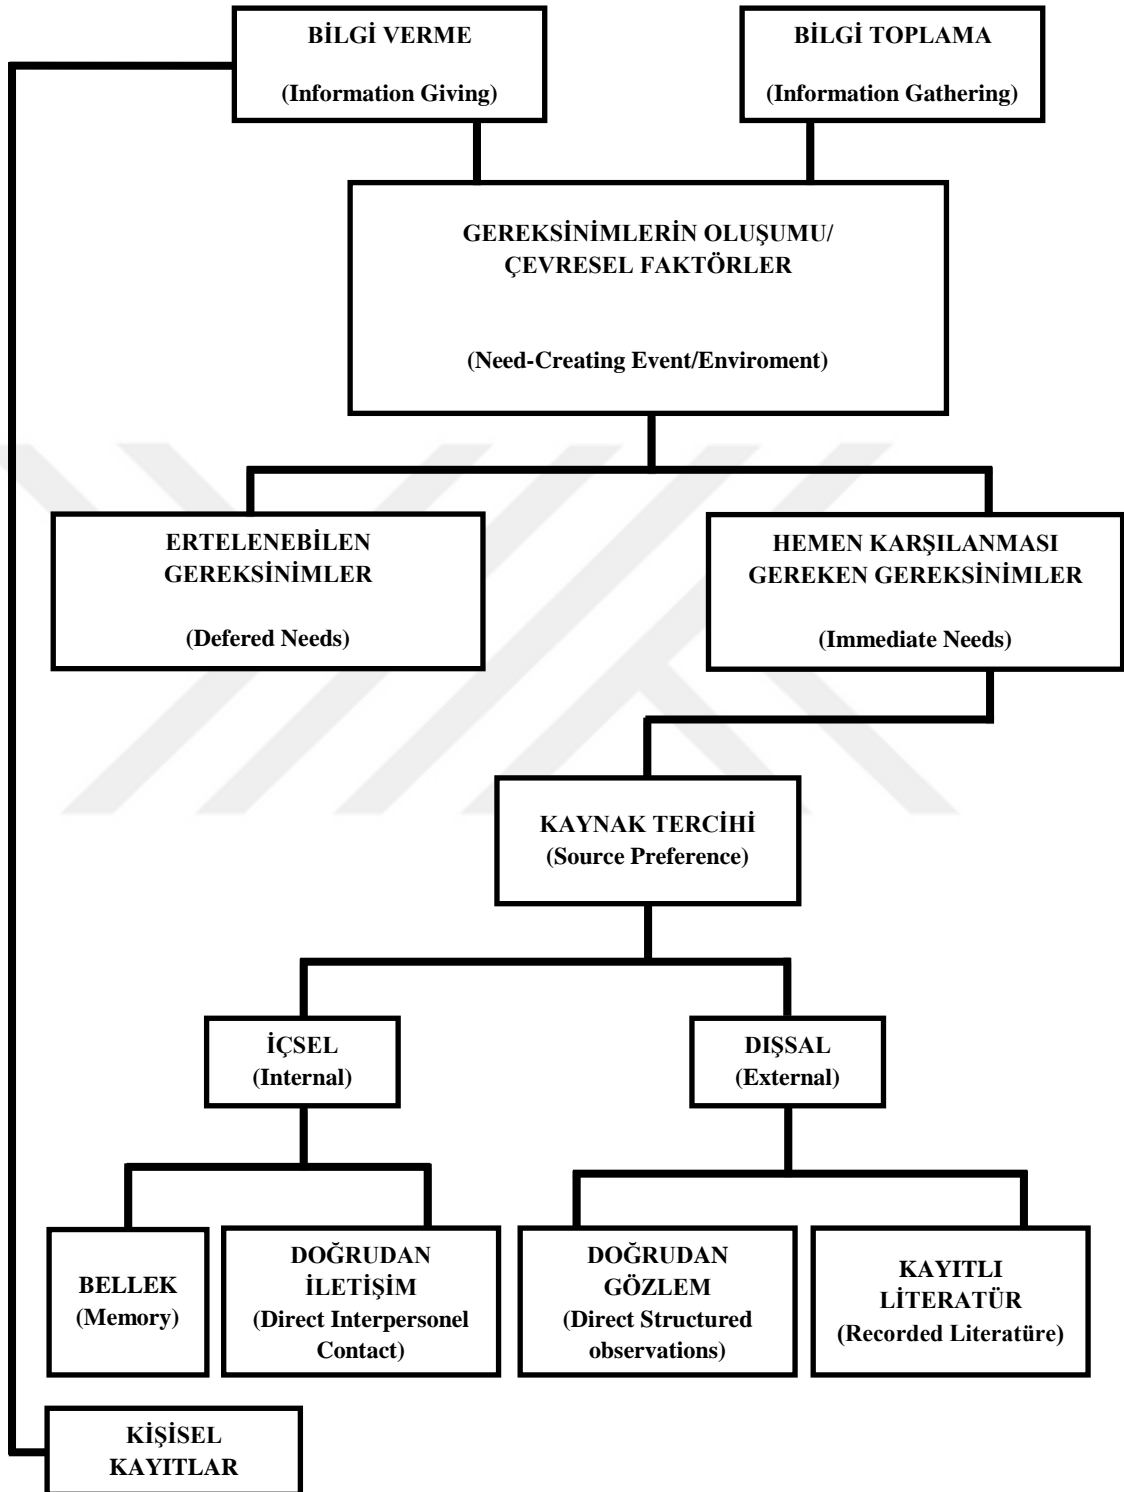 BİLGİ VERME
(Information Giving)
BİLGİ TOPLAMA
(Information Gathering)
GEREKSİNİMLERİN OLUŞUMU/
ÇEVRESEL FAKTÖRLER
(Need-Creating Event/Enviroment)
ERTELENEBİLEN
GEREKSİNİMLER
(Defered Needs)
HEMEN KARŞILANMASI
GEREKEN GEREKSİNİMLER
(Immediate Needs)
KAYNAK TERCİHİ
(Source Preference)
İÇSEL
(Internal)
DIŞSAL
(External)
BELLEK
(Memory)
DOĞRUDAN
İLETİŞİM
(Direct Interpersonel
Contact)
DOĞRUDAN
GÖZLEM
(Direct Structured
observations)
KAYITLI
LİTERATÜR
(Recorded Literatüre)
KİŞİSEL
KAYITLAR